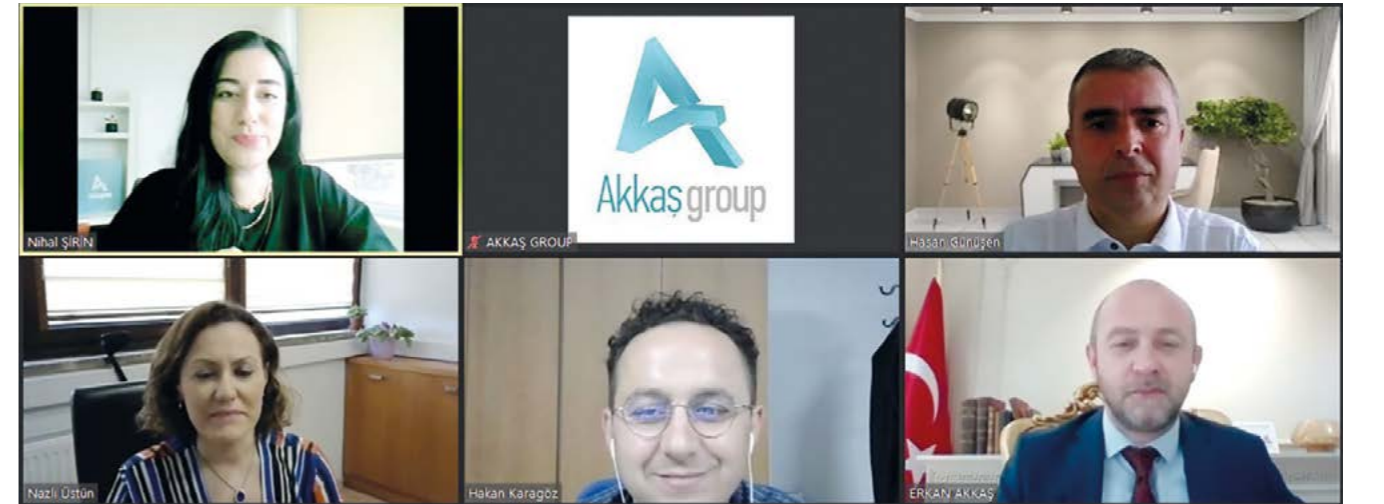 Akkaş group
Nihal ŞİRİN
AKKAŞ GROUP
Hasan Günüşen
Nazlı Üstün
Hakan Karagöz
ERKAN AKKAŞ